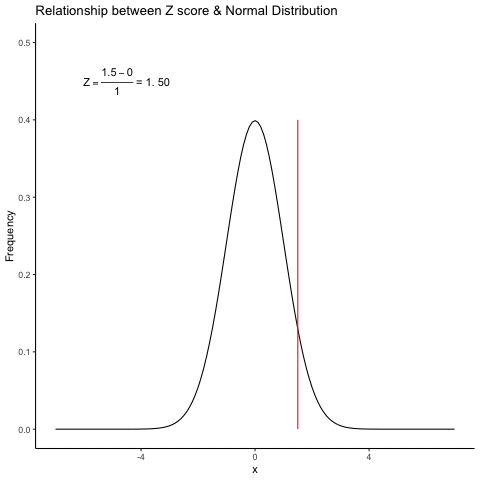 Relationship between Z score & Normal Distribution
0.5
Z = 1.5 − 0 / 1 = 1. 50
0.4
0.3
Frequency
0.2
0.1
0.0
-4 0 4
x